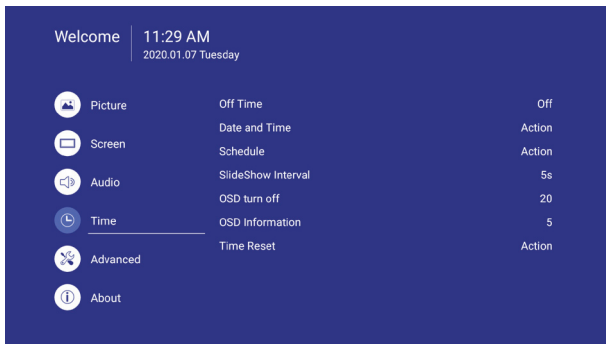 Welcome
11:29 AM
2020.01.07 Tuesday
Picture
Screen
Audio
Time
Advanced
About
Off Time Off
Date and Time Action
Schedule Action
SlideShow Interval 5s
OSD turn off 20
OSD Information 5
Time Reset Action